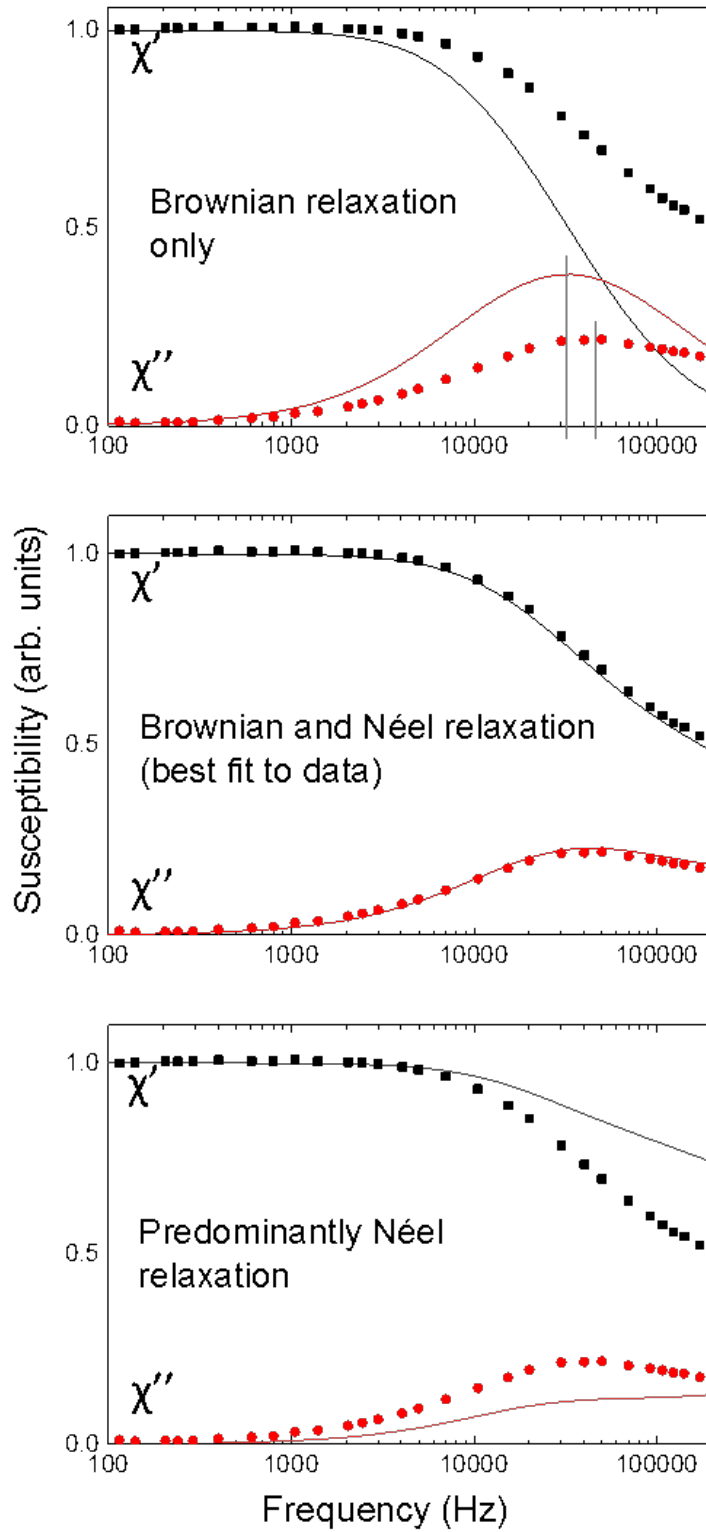 1.0
χ′
Brownian relaxation
only
0.5
χ′′
0.0
100 1000 10000 100000
Susceptibility (arb. units)
1.0
χ′
Brownian and Néel relaxation
(best fit to data)
0.5
χ′′
0.0
100 1000 10000 100000
1.0
χ′
Predominantly Néel
relaxation
0.5
χ′′
0.0
100 1000 10000 100000
Frequency (Hz)